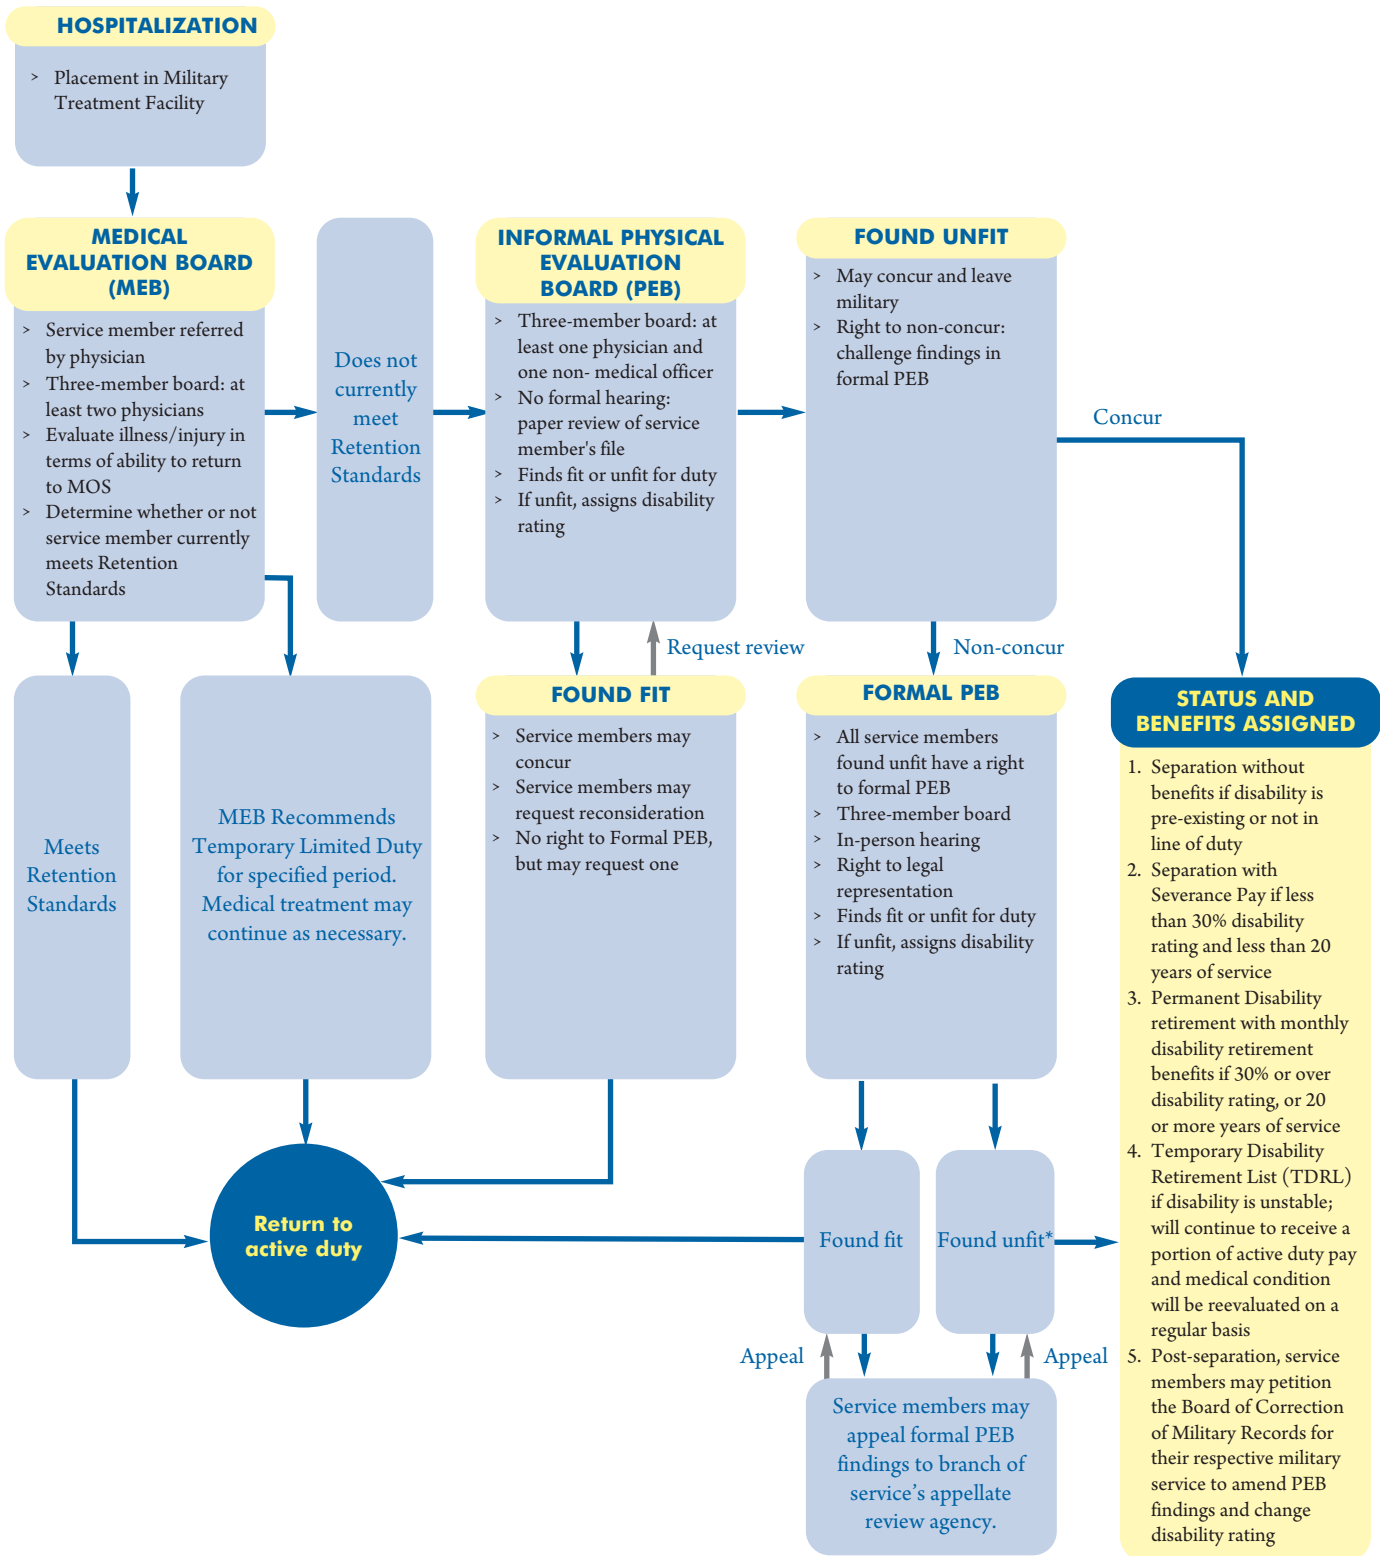 HOSPITALIZATION
> Placement in Military
Treatment Facility
MEDICAL
EVALUATION BOARD
(MEB)
> Service member referred
by physician
> Three-member board: at
least two physicians
> Evaluate illness/injury in
terms of ability to return
to MOS
> Determine whether or not
service member currently
meets Retention
Standards
Does not
currently
meet
Retention
Standards
INFORMAL PHYSICAL
EVALUATION
BOARD (PEB)
> Three-member board: at
least one physician and
one non- medical officer
> No formal hearing:
paper review of service
member's file
> Finds fit or unfit for duty
> If unfit, assigns disability
rating
FOUND UNFIT
> May concur and leave
military
> Right to non-concur:
challenge findings in
formal PEB
Concur
Request review
Non-concur
Meets
Retention
Standards
MEB Recommends
Temporary Limited Duty
for specified period.
Medical treatment may
continue as necessary.
FOUND FIT
> Service members may
concur
> Service members may
request reconsideration
> No right to Formal PEB,
but may request one
FORMAL PEB
> All service members
found unfit have a right
to formal PEB
> Three-member board
> In-person hearing
> Right to legal
representation
> Finds fit or unfit for duty
> If unfit, assigns disability
rating
STATUS AND
BENEFITS ASSIGNED
1. Separation without
benefits if disability is
pre-existing or not in
line of duty
2. Separation with
Severance Pay if less
than 30% disability
rating and less than 20
years of service
3. Permanent Disability
retirement with monthly
disability retirement
benefits if 30% or over
disability rating, or 20
or more years of service
4. Temporary Disability
Retirement List (TDRL)
if disability is unstable;
will continue to receive a
portion of active duty pay
and medical condition
will be reevaluated on a
regular basis
5. Post-separation, service
members may petition
the Board of Correction
of Military Records for
their respective military
service to amend PEB
findings and change
disability rating
Return to
active duty
Found fit
Found unfit*
Appeal
Appeal
Service members may
appeal formal PEB
findings to branch of
service’s appellate
review agency.